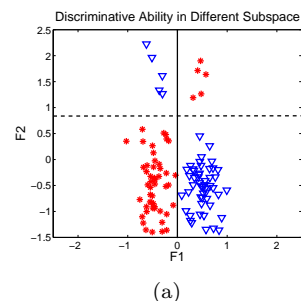 Discriminative Ability in Different Subspace
2.5
2
1.5
1
0.5
0
−0.5
−1
−1.5
F2
−2 −1 0 1 2
F1
(a)